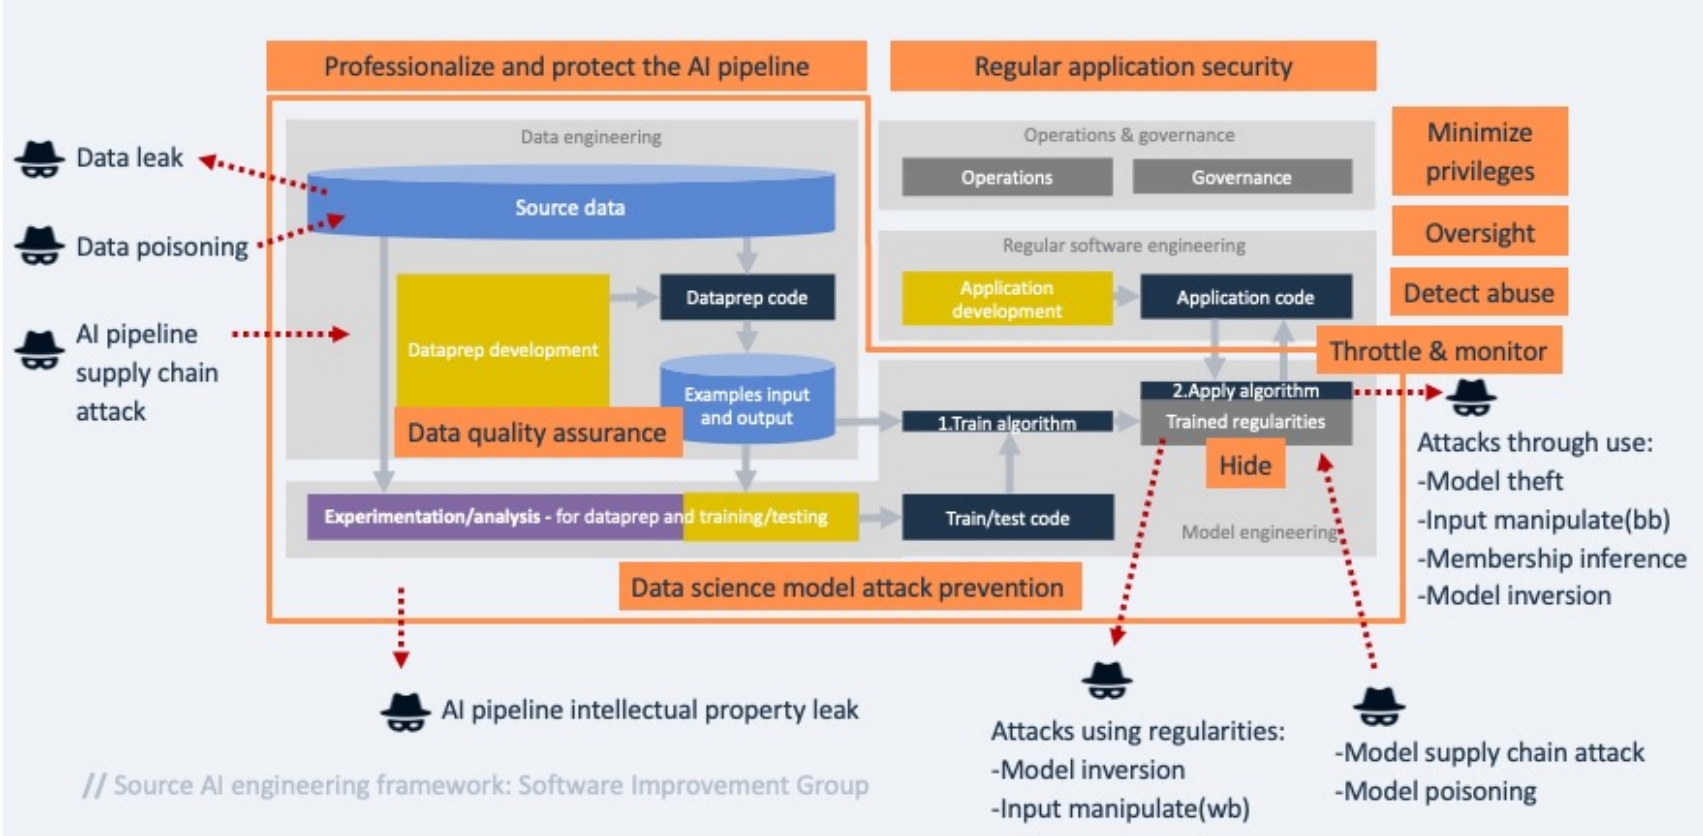 Professionalize and protect the AI pipeline
Regular application security
Data engineering
Operations & governance
Minimize
privileges
Data leak
Operations
Governance
Source data
Oversight
Data poisoning
Regular software engineering
Detect abuse
Dataprep code
Application
development
Application code
AI pipeline
supply chain
attack
Dataprep development
Throttle & monitor
Examples input
and output
2.Apply algorithm
Data quality assurance
1.Train algorithm
Trained regularities
Hide
Attacks through use:
-Model theft
-Input manipulate(bb)
-Membership inference
-Model inversion
Experimentation/analysis - for dataprep and training/testing
Train/test code
Model engineering
Data science model attack prevention
AI pipeline intellectual property leak
Attacks using regularities:
-Model inversion
-Input manipulate(wb)
-Model supply chain attack
-Model poisoning
// Source AI engineering framework: Software Improvement Group